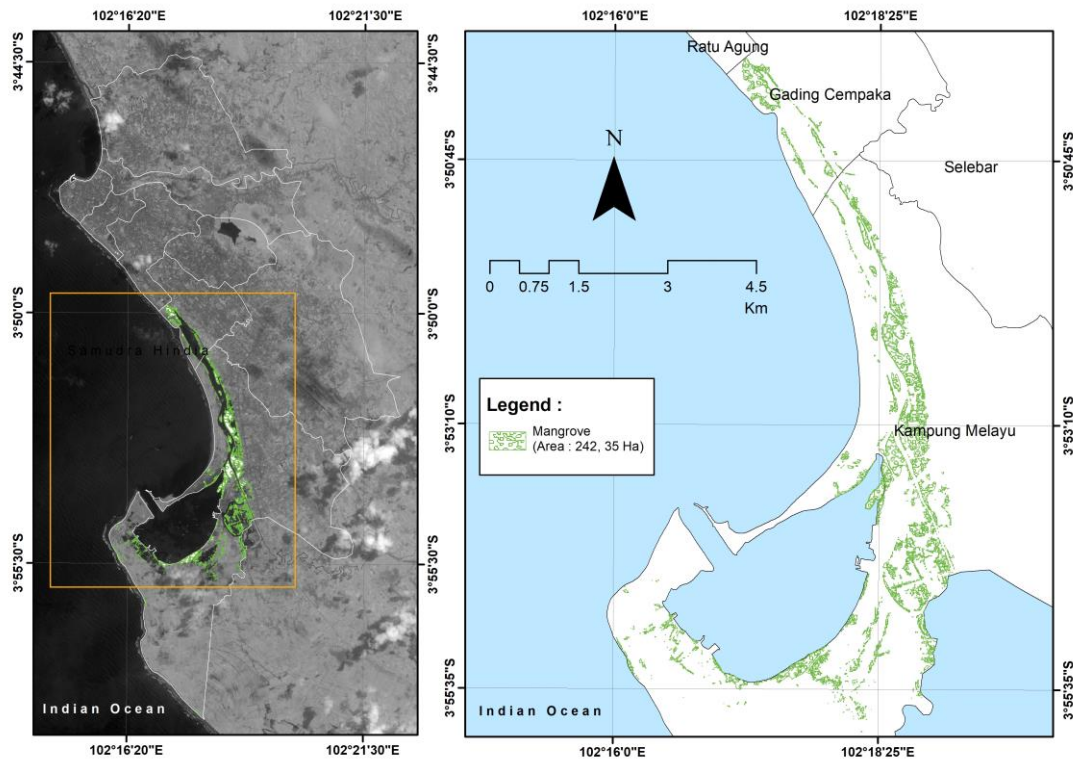 102°16'20"E
102°21'30"E
3°44'30"S
3°44'30"S
3°50'0"S
3°50'0"S
Samudra Hindia
3°55'30"S
3°55'30"S
Indian Ocean
102°16'20"E
102°21'30"E
102°16'0"E
102°18'25"E
Ratu Agung
Gading Cempaka
3°50'45"S
3°50'45"S
Selebar
N
0 0.75 1.5 3 4.5
Km
Legend :
Mangrove
(Area : 242, 35 Ha)
3°53'10"S
3°53'10"S
Kampung Melayu
3°55'35"S
3°55'35"S
Indian Ocean
102°16'0"E
102°18'25"E